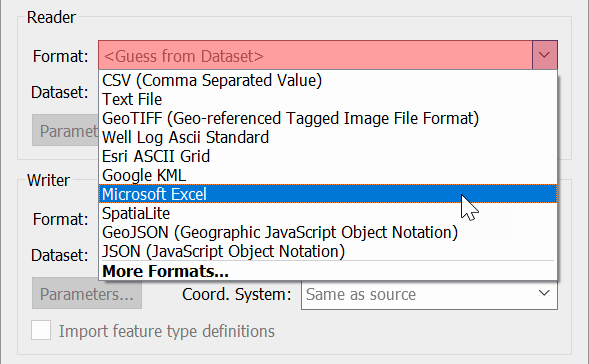 Reader
Format: <Guess from Dataset>
CSV (Comma Separated Value)
Dataset: Text File
GeoTIFF (Geo-referenced Tagged Image File Format)
Well Log Ascii Standard
Esri ASCII Grid
Google KML
Writer
Microsoft Excel
Format: SpatiaLite
GeoJSON (Geographic JavaScript Object Notation)
Dataset: JSON (JavaScript Object Notation)
More Formats...
Parameters... Coord. System: Same as source
Import feature type definitions